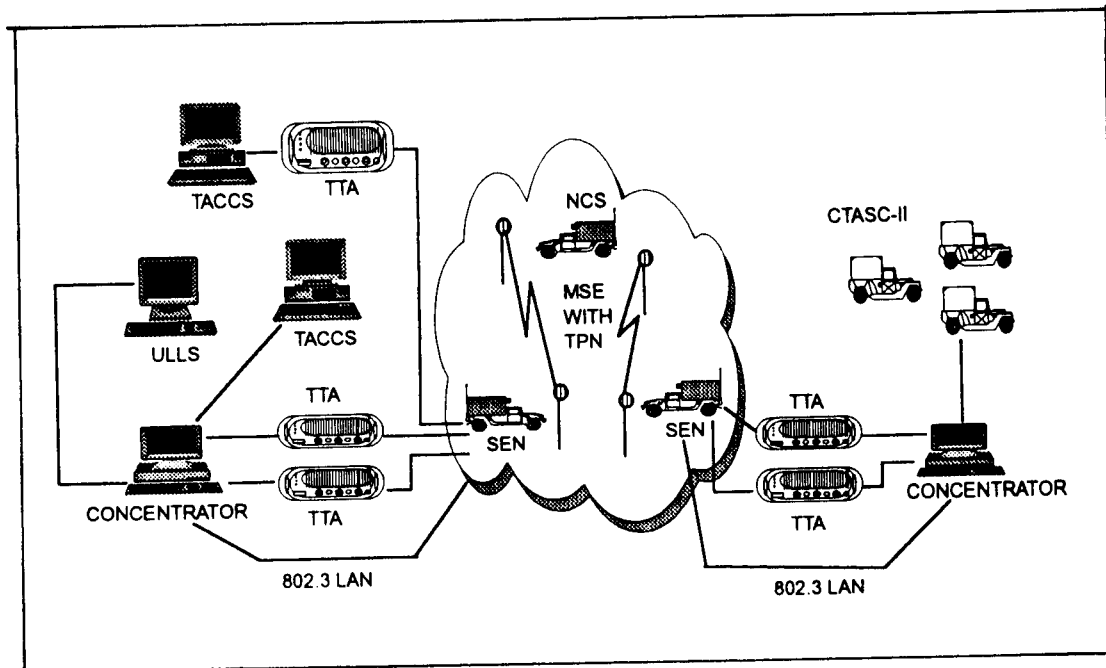 TACCS
TTA
NCS
CTASC-II
MSE
WITH
TPN
ULLS
TACCS
TTA
SEN
SEN
TTA
CONCENTRATOR
TTA
TTA
CONCENTRATOR
802.3 LAN
802.3 LAN